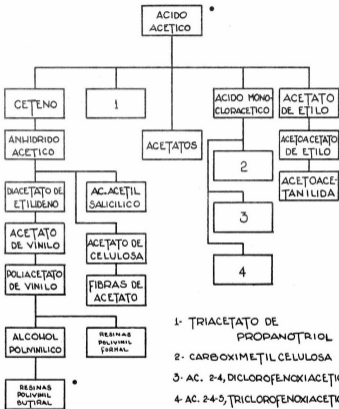 ACIDO
ACETICO
CETENO
1
ACIDO MONO-
CLORACETICO
ACETATO
DE ETILO
ANHIDRIDO
ACETICO
ACETATOS
2
ACETOACETATO
DE ETILO
DIACETATO DE
ETILIDENO
AC. ACETIL
SALICILICO
3
ACETOACE-
TANILIDA
ACETATO
DE VINILO
ACETATO DE
CELULOSA
4
POLIACETATO
DE VINILO
FIBRAS DE
ACETATO
ALCOHOL
POLIVINILICO
RESINAS
POLIVINIL
FORMAL
RESINAS
POLIVINIL
BUTIRAL
1- TRIACETATO DE
PROPANOTRIOL
2- CARBOXIMETIL CELULOSA
3- AC. 2-4, DICLOROFENOXIACETIC
4- AC. 2-4-5, TRICLOROFENOXIACETIC